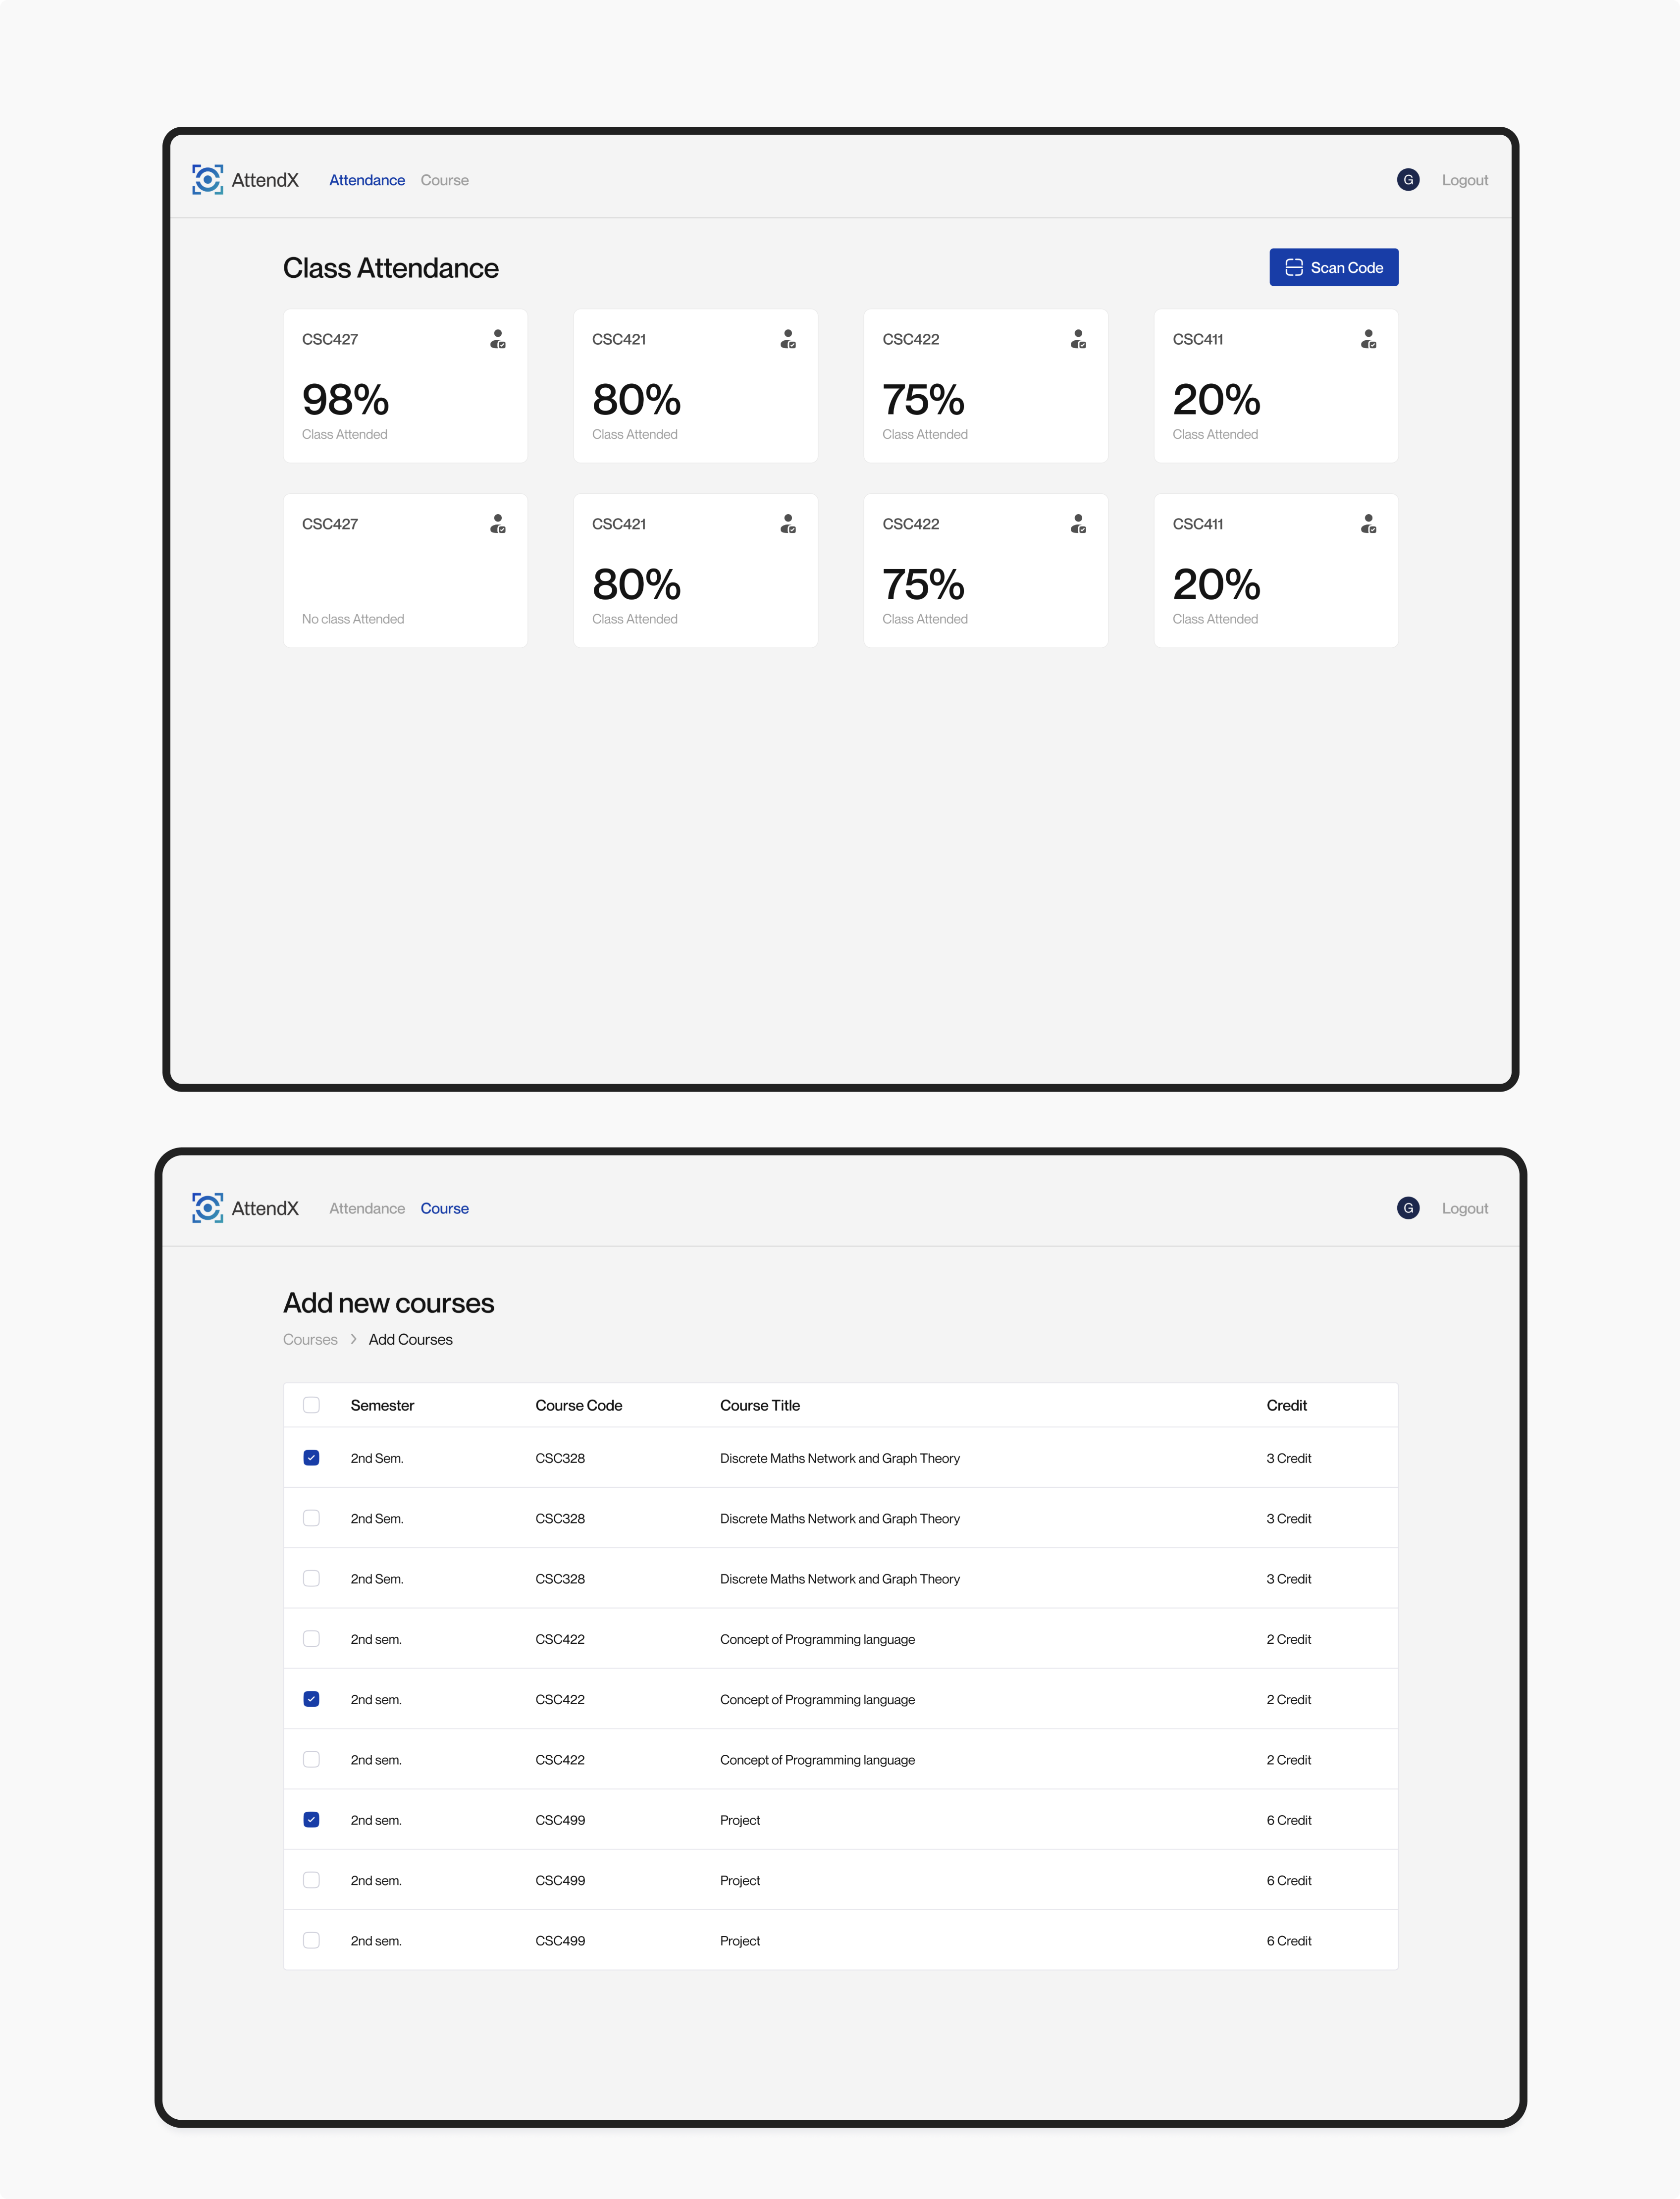 AttendX Attendance Course G Logout
Class Attendance Scan Code
CSC427 CSC421 CSC422 CSC411
98% 80% 75% 20%
Class Attended Class Attended Class Attended Class Attended
CSC427 CSC421 CSC422 CSC411
80% 75% 20%
No class Attended Class Attended Class Attended Class Attended
AttendX Attendance Course G Logout
Add new courses
Courses > Add Courses
Semester Course Code Course Title Credit
2nd Sem. CSC328 Discrete Maths Network and Graph Theory 3 Credit
2nd Sem. CSC328 Discrete Maths Network and Graph Theory 3 Credit
2nd Sem. CSC328 Discrete Maths Network and Graph Theory 3 Credit
2nd sem. CSC422 Concept of Programming language 2 Credit
2nd sem. CSC422 Concept of Programming language 2 Credit
2nd sem. CSC422 Concept of Programming language 2 Credit
2nd sem. CSC499 Project 6 Credit
2nd sem. CSC499 Project 6 Credit
2nd sem. CSC499 Project 6 Credit